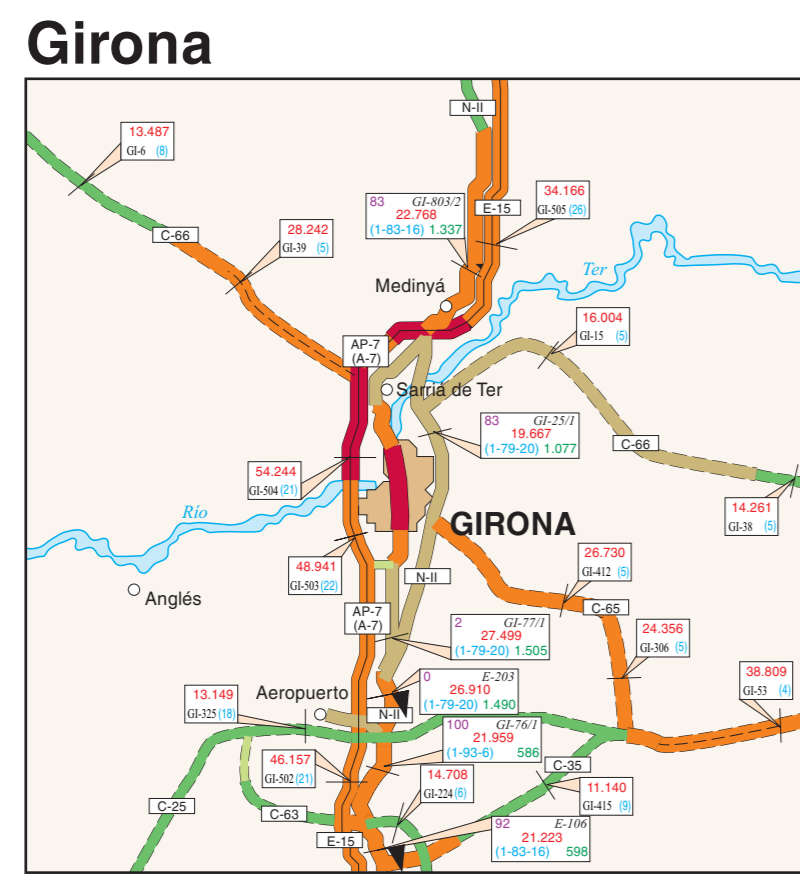 Girona
N-II
13.487
GI-6 (8)
83 GI-803/2
22.768
(1-83-16) 1.337
E-15
34.166
GI-505 (26)
C-66
28.242
GI-39 (5)
Ter
Medinyá
16.004
GI-15 (5)
AP-7
(A-7)
Sarriá de Ter
83 GI-25/1
19.667
(1-79-20) 1.077
C-66
54.244
GI-504 (21)
14.261
GI-38 (5)
Río
GIRONA
48.941
GI-503 (22)
N-II
26.730
GI-412 (5)
Anglés
C-65
AP-7
(A-7)
2 GI-77/1
27.499
(1-79-20) 1.505
24.356
GI-306 (5)
38.809
GI-53 (4)
0 E-203
26.910
(1-79-20) 1.490
13.149
GI-325 (18)
Aeropuerto
N-II
100 GI-76/1
21.959
(1-93-6) 586
46.157
GI-502 (21)
14.708
GI-224 (6)
C-35
11.140
GI-415 (9)
C-25
C-63
92 E-106
21.223
(1-83-16) 598
E-15